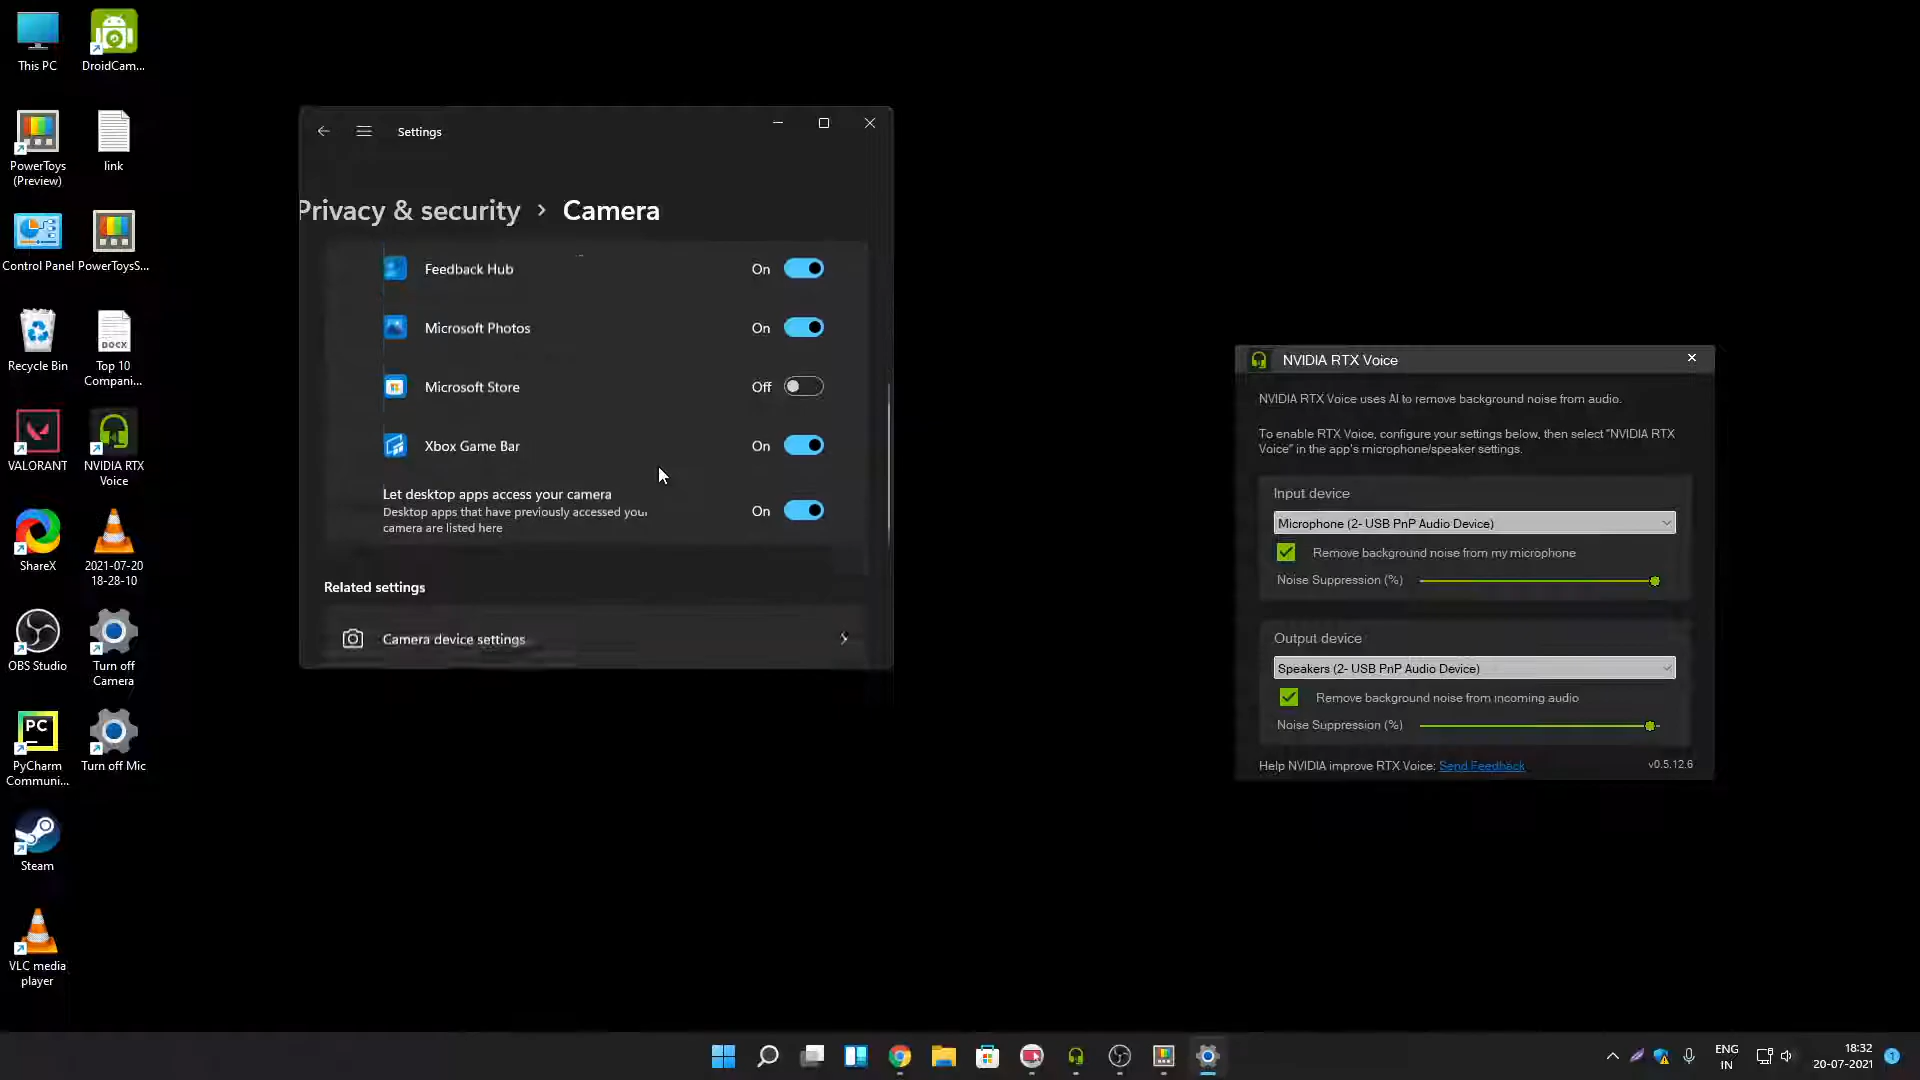 This PC
DroidCam...
PowerToys
(Preview)
link
Control Panel
PowerToysS...
Recycle Bin
DOCX
Top 10
Compani...
VALORANT
NVIDIA RTX
Voice
ShareX
2021-07-20
18-28-10
OBS Studio
Turn off
Camera
PC
PyCharm
Communi...
Turn off Mic
Steam
VLC media
player
Settings
Privacy & security > Camera
Feedback Hub On
Microsoft Photos On
Microsoft Store Off
Xbox Game Bar On
Let desktop apps access your camera
Desktop apps that have previously accessed your
camera are listed here
On
Related settings
Camera device settings
NVIDIA RTX Voice
NVIDIA RTX Voice uses AI to remove background noise from audio.
To enable RTX Voice, configure your settings below, then select "NVIDIA RTX
Voice" in the app's microphone/speaker settings.
Input device
Microphone (2- USB PnP Audio Device)
Remove background noise from my microphone
Noise Suppression (%)
Output device
Speakers (2- USB PnP Audio Device)
Remove background noise from incoming audio
Noise Suppression (%)
Help NVIDIA improve RTX Voice: Send Feedback
v0.5.12.6
ENG
IN
18:32
20-07-2021
1